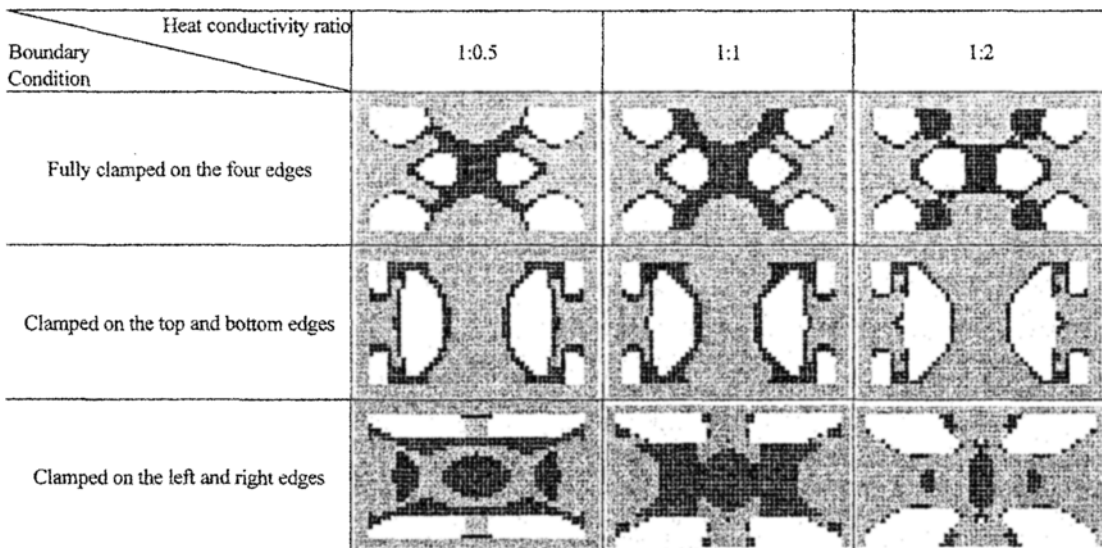 Heat conductivity ratio
Boundary
Condition
1:0.5
1:1
1:2
Fully clamped on the four edges
Clamped on the top and bottom edges
Clamped on the left and right edges